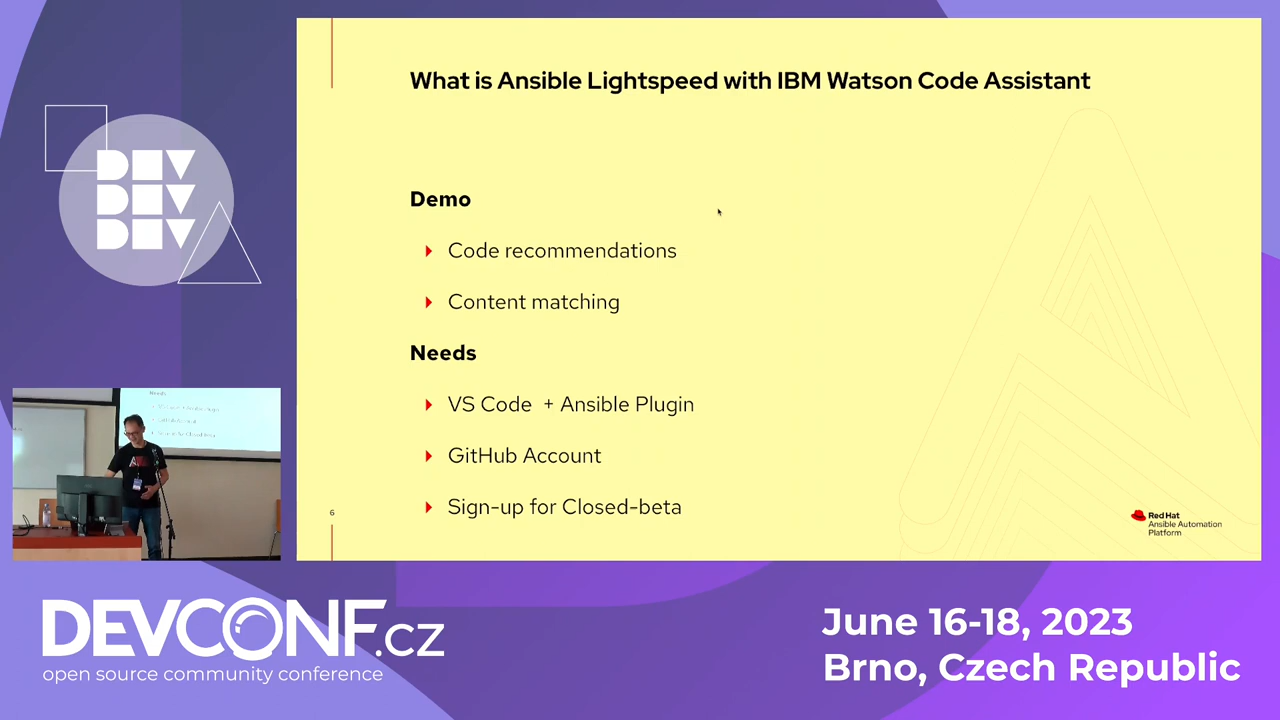 What is Ansible Lightspeed with IBM Watson Code Assistant
DEV
DEV
DEV
Demo
Code recommendations
Content matching
Needs
VS Code + Ansible Plugin
GitHub Account
Sign-up for Closed-beta
6
Red Hat
Ansible Automation
Platform
Needs
DEVCONF.cz
open source community conference
June 16-18, 2023
Brno, Czech Republic